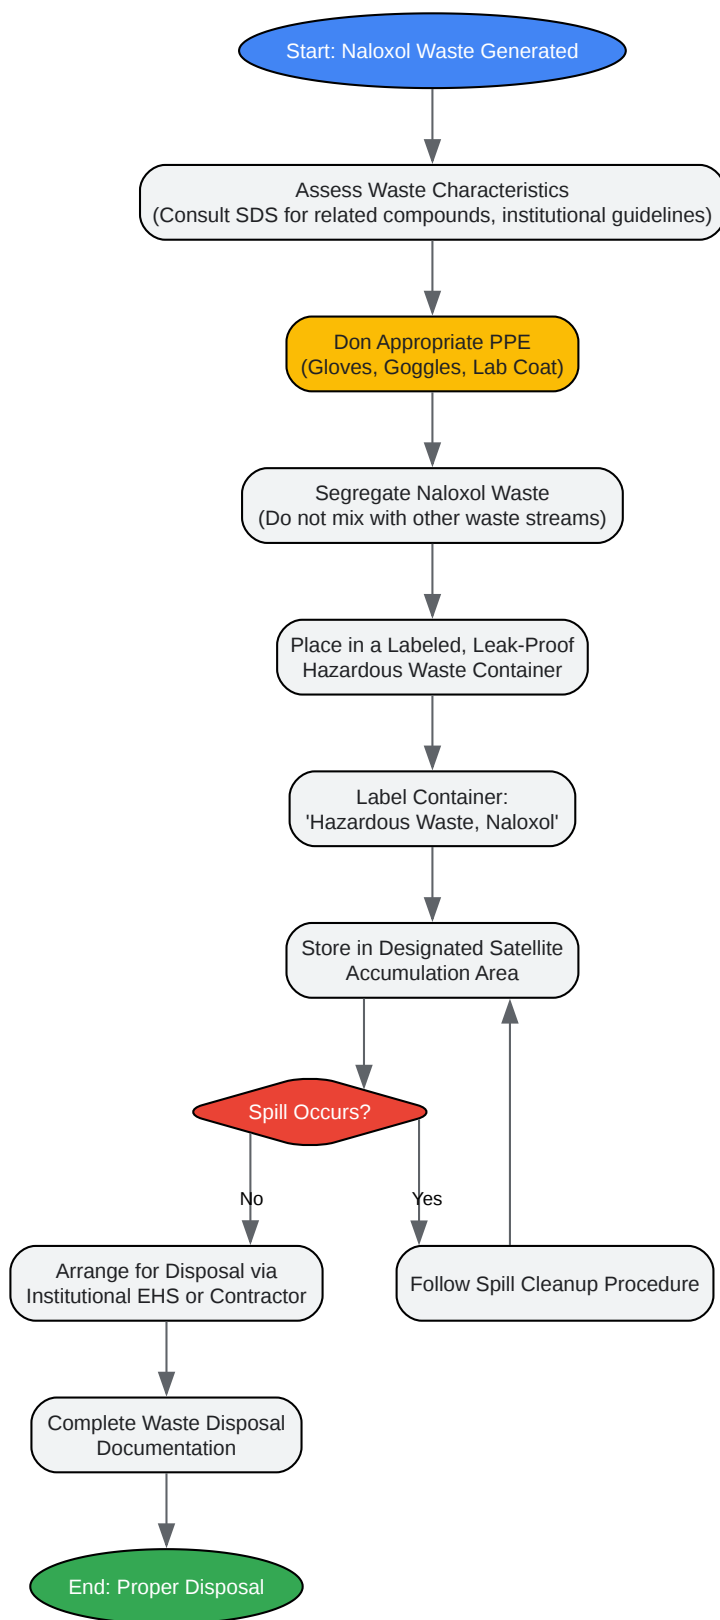 Start: Naloxol Waste Generated
Assess Waste Characteristics
(Consult SDS for related compounds, institutional guidelines)
Don Appropriate PPE
(Gloves, Goggles, Lab Coat)
Segregate Naloxol Waste
(Do not mix with other waste streams)
Place in a Labeled, Leak-Proof
Hazardous Waste Container
Label Container:
'Hazardous Waste, Naloxol'
Store in Designated Satellite
Accumulation Area
Spill Occurs?
No
Yes
Arrange for Disposal via
Institutional EHS or Contractor
Follow Spill Cleanup Procedure
Complete Waste Disposal
Documentation
End: Proper Disposal